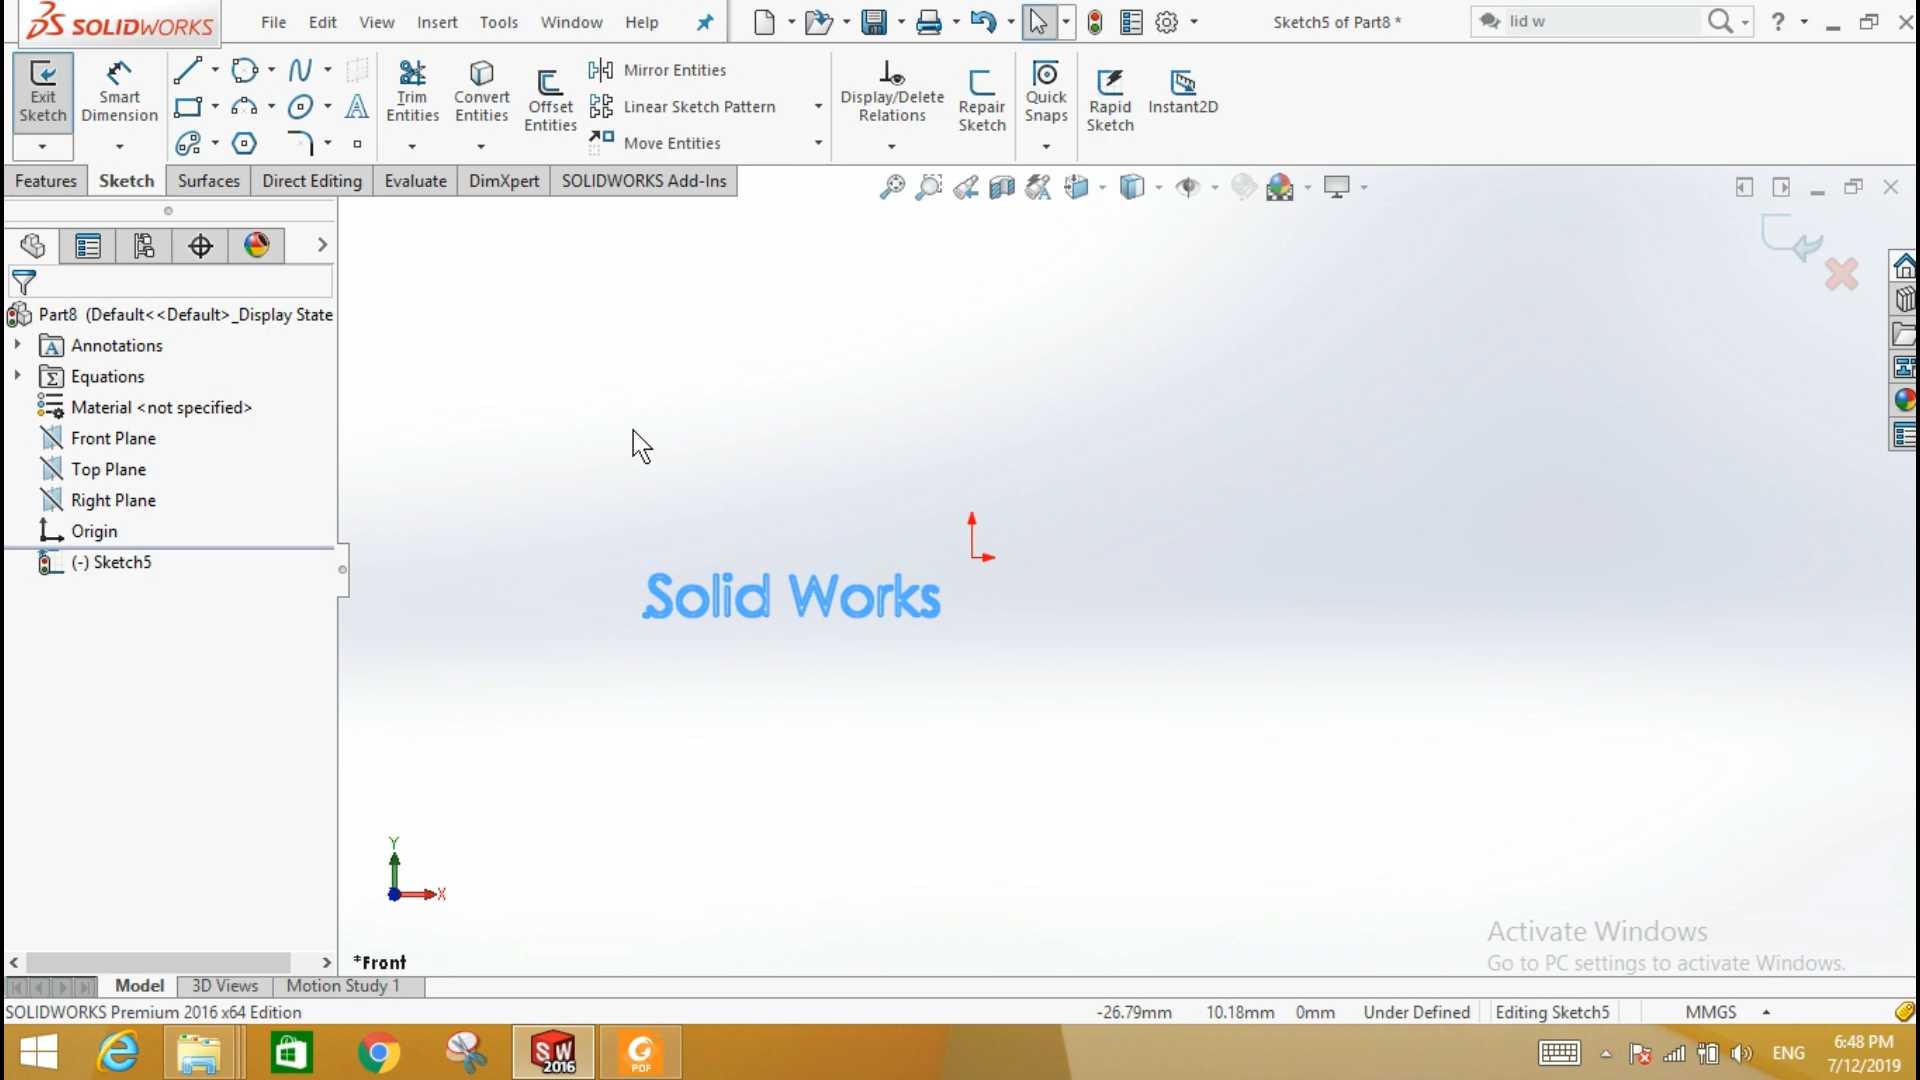 SOLIDWORKS File Edit View Insert Tools Window Help Sketch5 of Part8 * lid w ?
Exit Sketch
Smart Dimension
Trim Entities
Convert Entities
Offset Entities
Mirror Entities
Linear Sketch Pattern
Move Entities
Display/Delete Relations
Repair Sketch
Quick Snaps
Rapid Sketch
Instant2D
Features Sketch Surfaces Direct Editing Evaluate DimXpert SOLIDWORKS Add-Ins
Part8 (Default<<Default>_Display State
Annotations
Equations
Material <not specified>
Front Plane
Top Plane
Right Plane
Origin
(-) Sketch5
Solid Works
Y
X
*Front
Activate Windows
Go to PC settings to activate Windows.
Model 3D Views Motion Study 1
SOLIDWORKS Premium 2016 x64 Edition -26.79mm 10.18mm 0mm Under Defined Editing Sketch5 MMGS
SW 2016
PDF
ENG
6:48 PM
7/12/2019